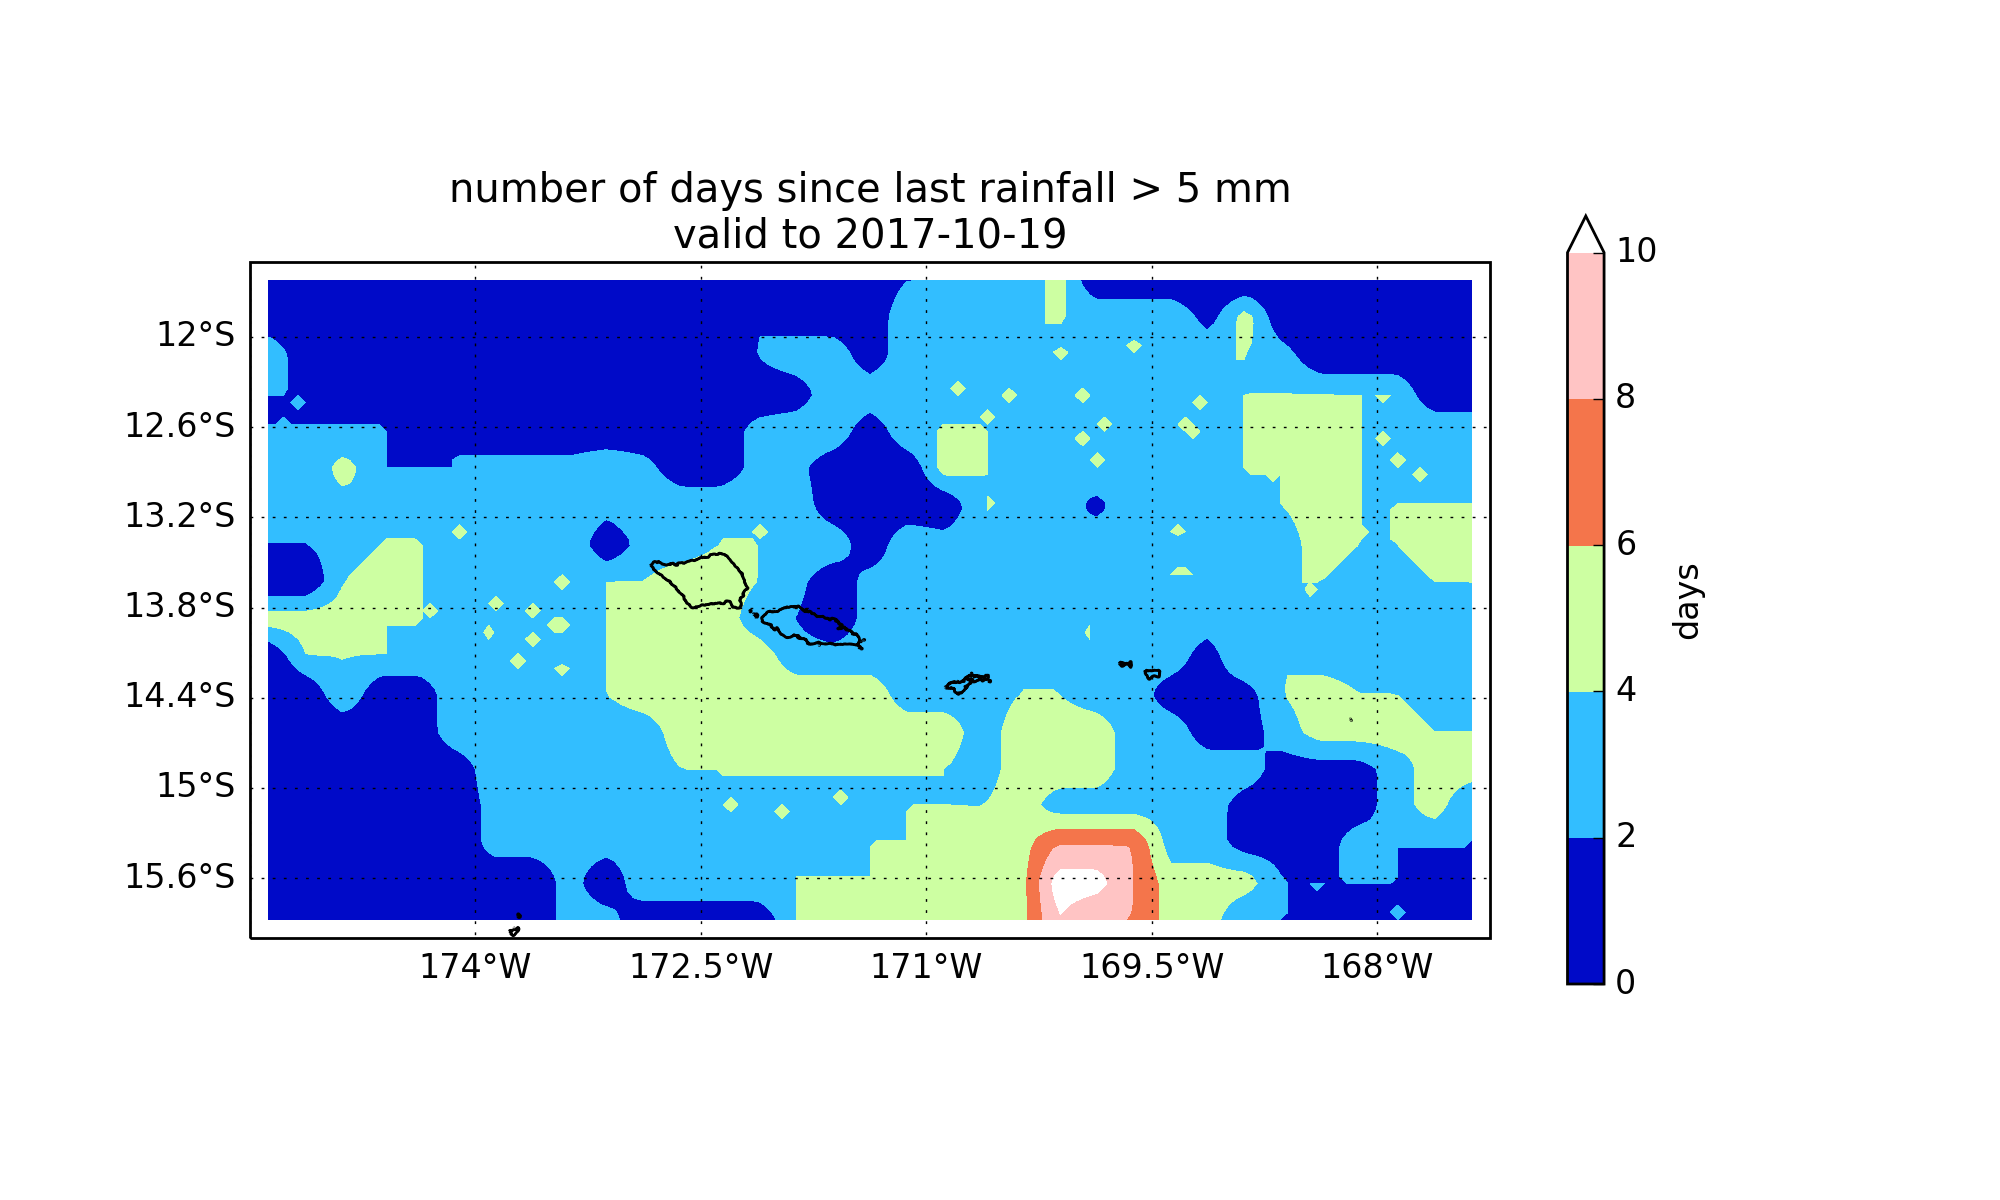 number of days since last rainfall > 5 mm
valid to 2017-10-19
12°S
12.6°S
13.2°S
13.8°S
14.4°S
15°S
15.6°S
174°W
172.5°W
171°W
169.5°W
168°W
10
8
6
4
2
0
days